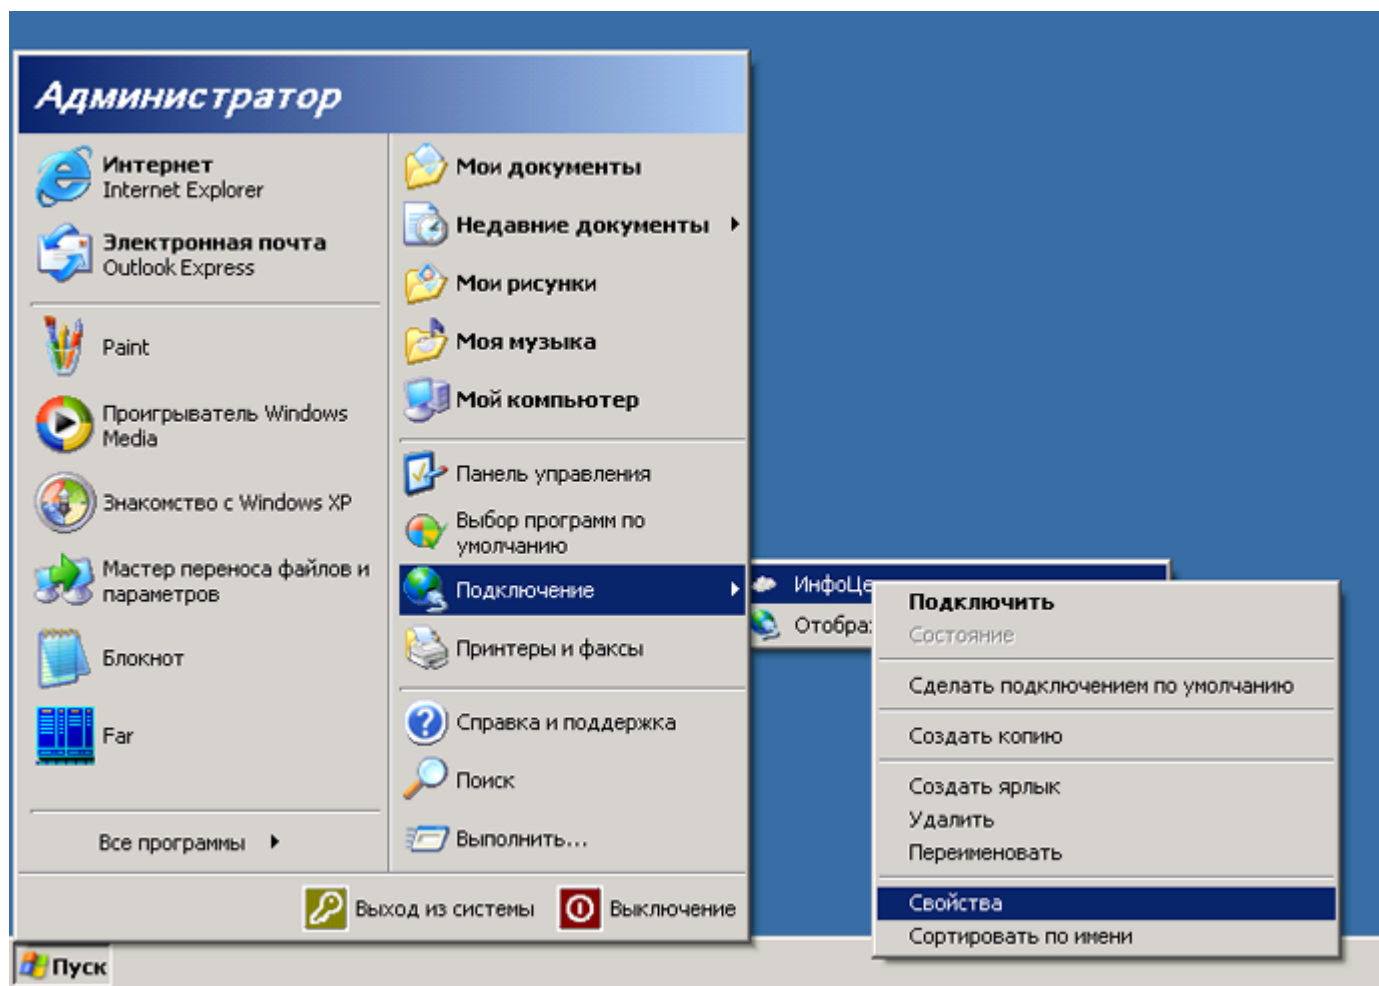 Администратор
Интернет
Internet Explorer
Электронная почта
Outlook Express
Paint
Проигрыватель Windows
Media
Знакомство с Windows XP
Мастер переноса файлов и
параметров
Блокнот
Far
Все программы
Мои документы
Недавние документы
Мои рисунки
Моя музыка
Мой компьютер
Панель управления
Выбор программ по
умолчанию
Подключение
Принтеры и факсы
Справка и поддержка
Поиск
Выполнить...
Выход из системы
Выключение
Пуск
Подключить
Состояние
Сделать подключением по умолчанию
Создать копию
Создать ярлык
Удалить
Переименовать
Свойства
Сортировать по имени